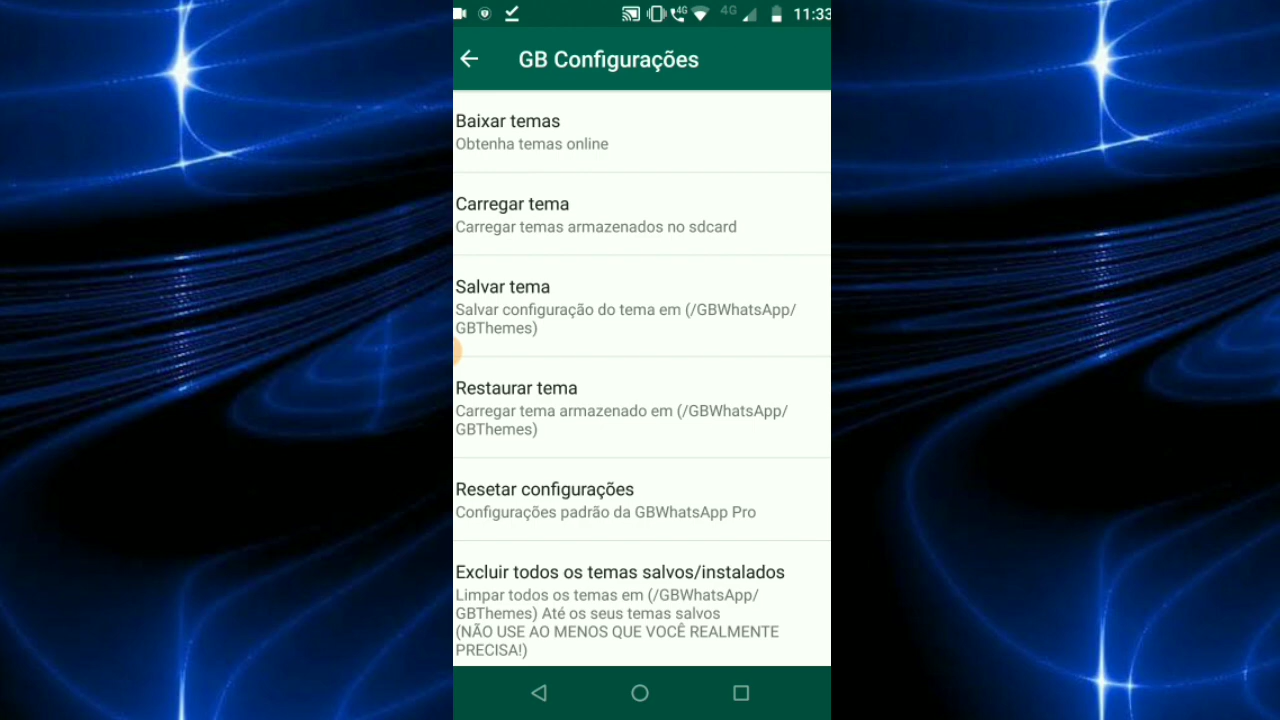 4G 4G 11:33
GB Configurações
Baixar temas
Obtenha temas online
Carregar tema
Carregar temas armazenados no sdcard
Salvar tema
Salvar configuração do tema em (/GBWhatsApp/
GBThemes)
Restaurar tema
Carregar tema armazenado em (/GBWhatsApp/
GBThemes)
Resetar configurações
Configurações padrão da GBWhatsApp Pro
Excluir todos os temas salvos/instalados
Limpar todos os temas em (/GBWhatsApp/
GBThemes) Até os seus temas salvos
(NÃO USE AO MENOS QUE VOCÊ REALMENTE
PRECISA!)